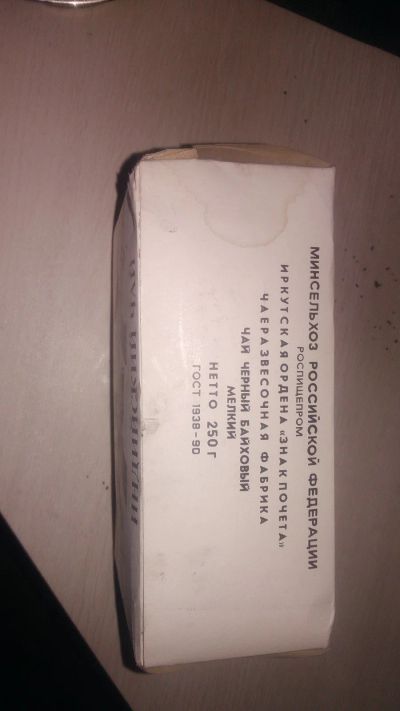 МИНСЕЛЬХОЗ РОССИЙСКОЙ ФЕДЕРАЦИИ
РОСПИЩЕПРОМ
ИРКУТСКАЯ ОРДЕНА «ЗНАК ПОЧЕТА»
ЧАЕРАЗВЕСОЧНАЯ ФАБРИКА
ЧАЙ ЧЕРНЫЙ БАЙХОВЫЙ
МЕЛКИЙ
НЕТТО 250 Г
ГОСТ 1938-90